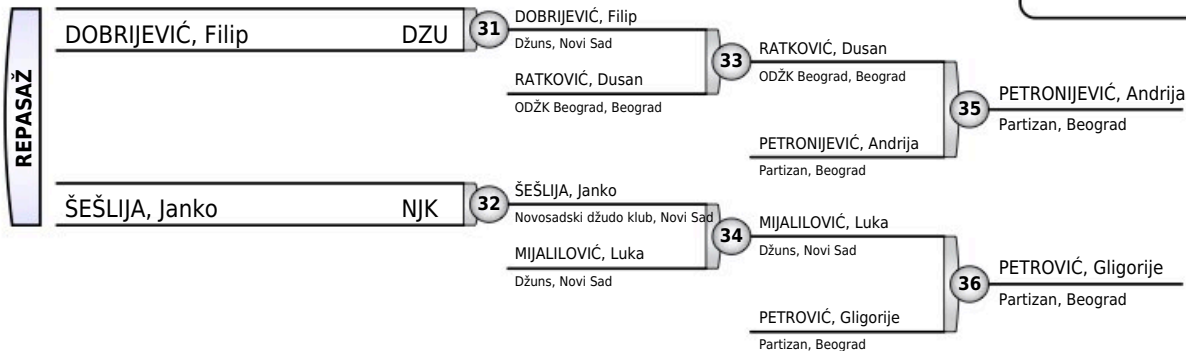 REPASAŽ
DOBRIJEVIĆ, Filip DZU
31
DOBRIJEVIĆ, Filip
Džuns, Novi Sad
RATKOVIĆ, Dusan
ODŽK Beograd, Beograd
33
RATKOVIĆ, Dusan
ODŽK Beograd, Beograd
PETRONIJEVIĆ, Andrija
Partizan, Beograd
35
PETRONIJEVIĆ, Andrija
Partizan, Beograd
ŠEŠLIJA, Janko NJK
32
ŠEŠLIJA, Janko
Novosadski džudo klub, Novi Sad
MIJALILOVIĆ, Luka
Džuns, Novi Sad
34
MIJALILOVIĆ, Luka
Džuns, Novi Sad
PETROVIĆ, Gligorije
Partizan, Beograd
36
PETROVIĆ, Gligorije
Partizan, Beograd